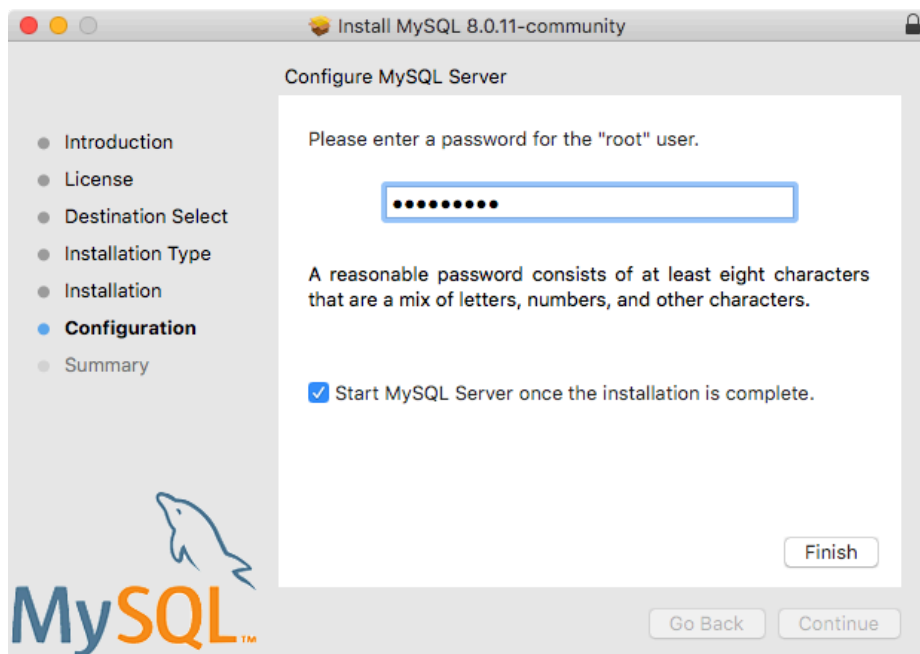 Install MySQL 8.0.11-community
Configure MySQL Server
Introduction
License
Destination Select
Installation Type
Installation
Configuration
Summary
Please enter a password for the "root" user.
•••••••••
A reasonable password consists of at least eight characters
that are a mix of letters, numbers, and other characters.
Start MySQL Server once the installation is complete.
Finish
MySQL™
Go Back
Continue